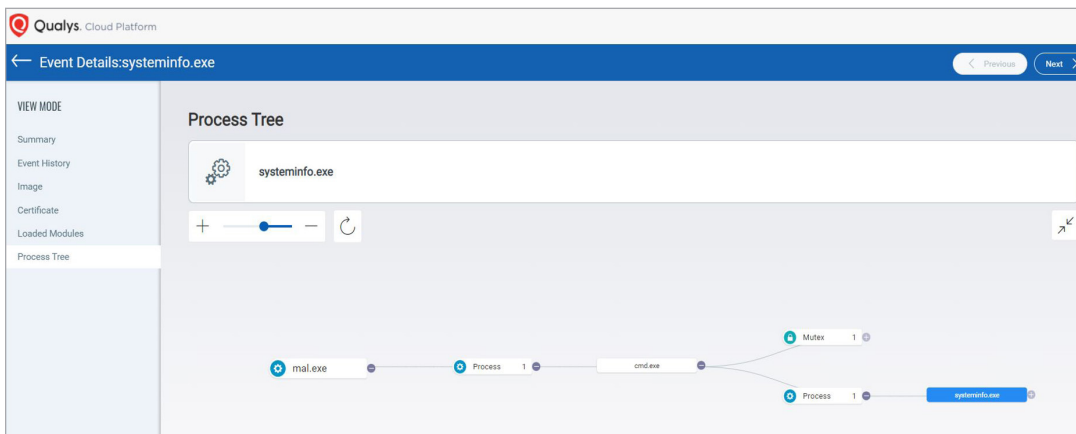 Qualys. Cloud Platform
Event Details:systeminfo.exe
Previous
Next
VIEW MODE
Summary
Event History
Image
Certificate
Loaded Modules
Process Tree
Process Tree
systeminfo.exe
Mutex 1
mal.exe
Process 1
cmd.exe
Process 1
systeminfo.exe